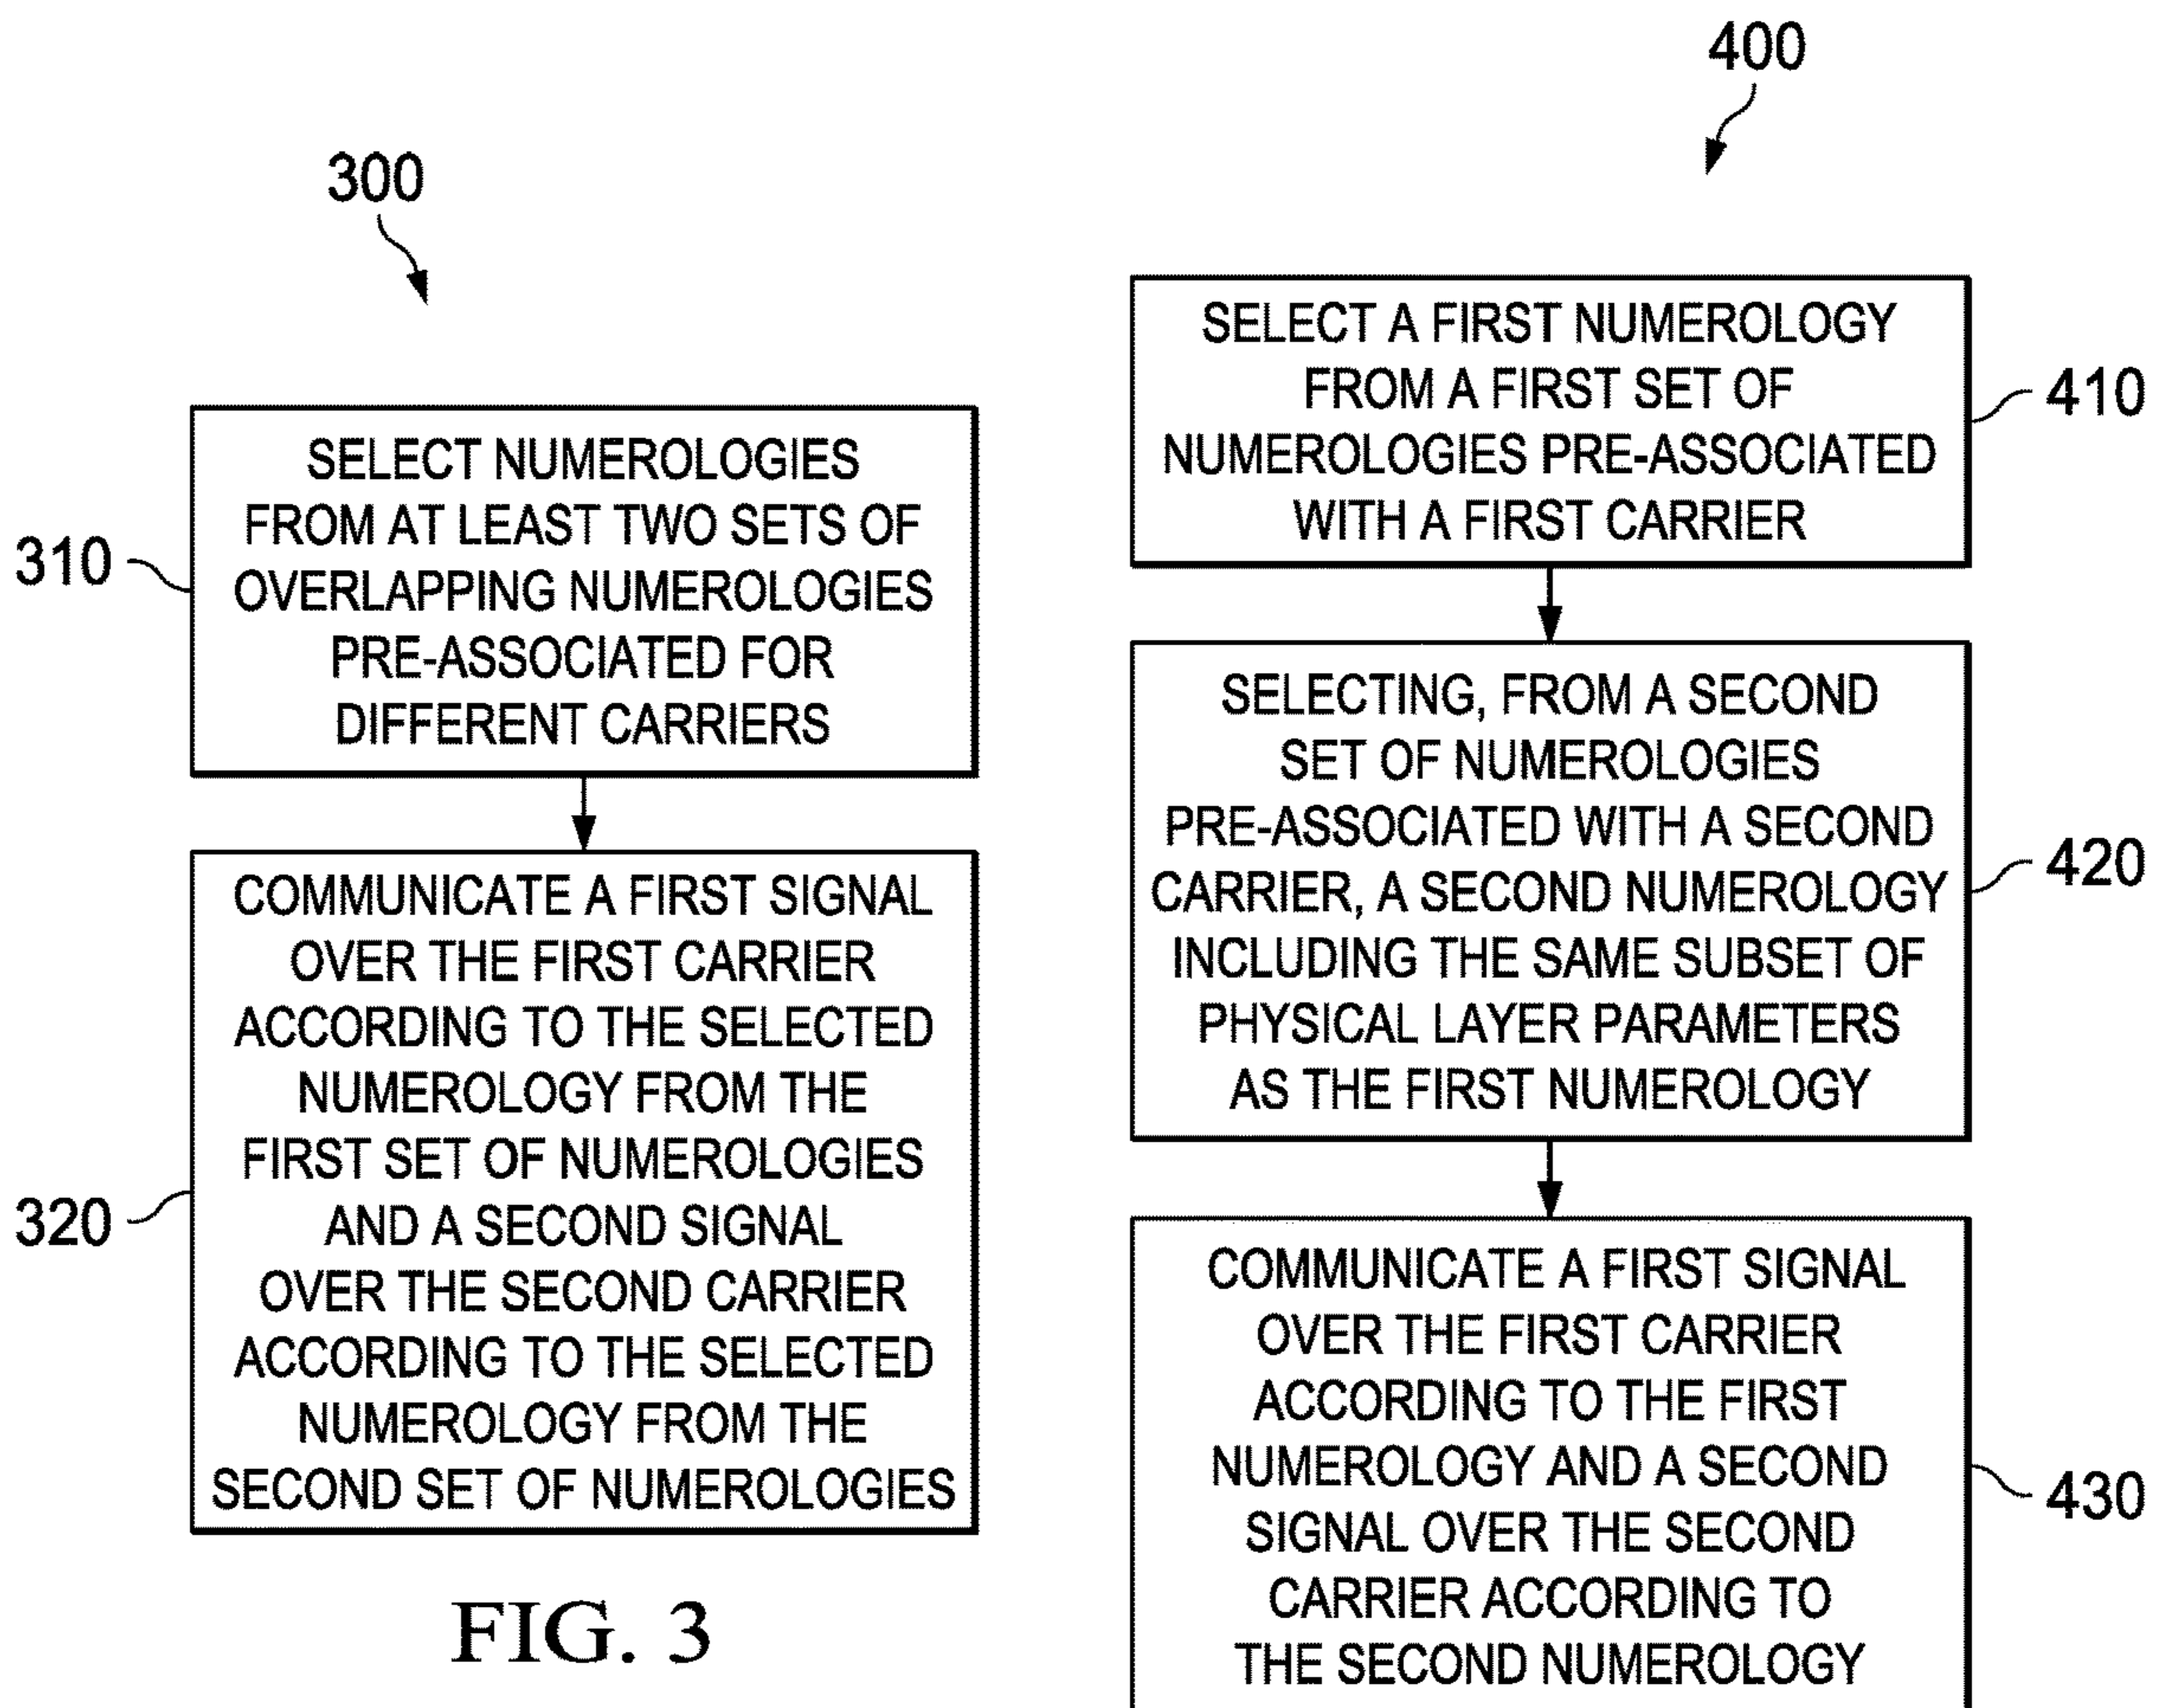 300
310
SELECT NUMEROLOGIES
FROM AT LEAST TWO SETS OF
OVERLAPPING NUMEROLOGIES
PRE-ASSOCIATED FOR
DIFFERENT CARRIERS
320
COMMUNICATE A FIRST SIGNAL
OVER THE FIRST CARRIER
ACCORDING TO THE SELECTED
NUMEROLOGY FROM THE
FIRST SET OF NUMEROLOGIES
AND A SECOND SIGNAL
OVER THE SECOND CARRIER
ACCORDING TO THE SELECTED
NUMEROLOGY FROM THE
SECOND SET OF NUMEROLOGIES
FIG. 3
400
SELECT A FIRST NUMEROLOGY
FROM A FIRST SET OF
NUMEROLOGIES PRE-ASSOCIATED
WITH A FIRST CARRIER
410
SELECTING, FROM A SECOND
SET OF NUMEROLOGIES
PRE-ASSOCIATED WITH A SECOND
CARRIER, A SECOND NUMEROLOGY
INCLUDING THE SAME SUBSET OF
PHYSICAL LAYER PARAMETERS
AS THE FIRST NUMEROLOGY
420
COMMUNICATE A FIRST SIGNAL
OVER THE FIRST CARRIER
ACCORDING TO THE FIRST
NUMEROLOGY AND A SECOND
SIGNAL OVER THE SECOND
CARRIER ACCORDING TO
THE SECOND NUMEROLOGY
430